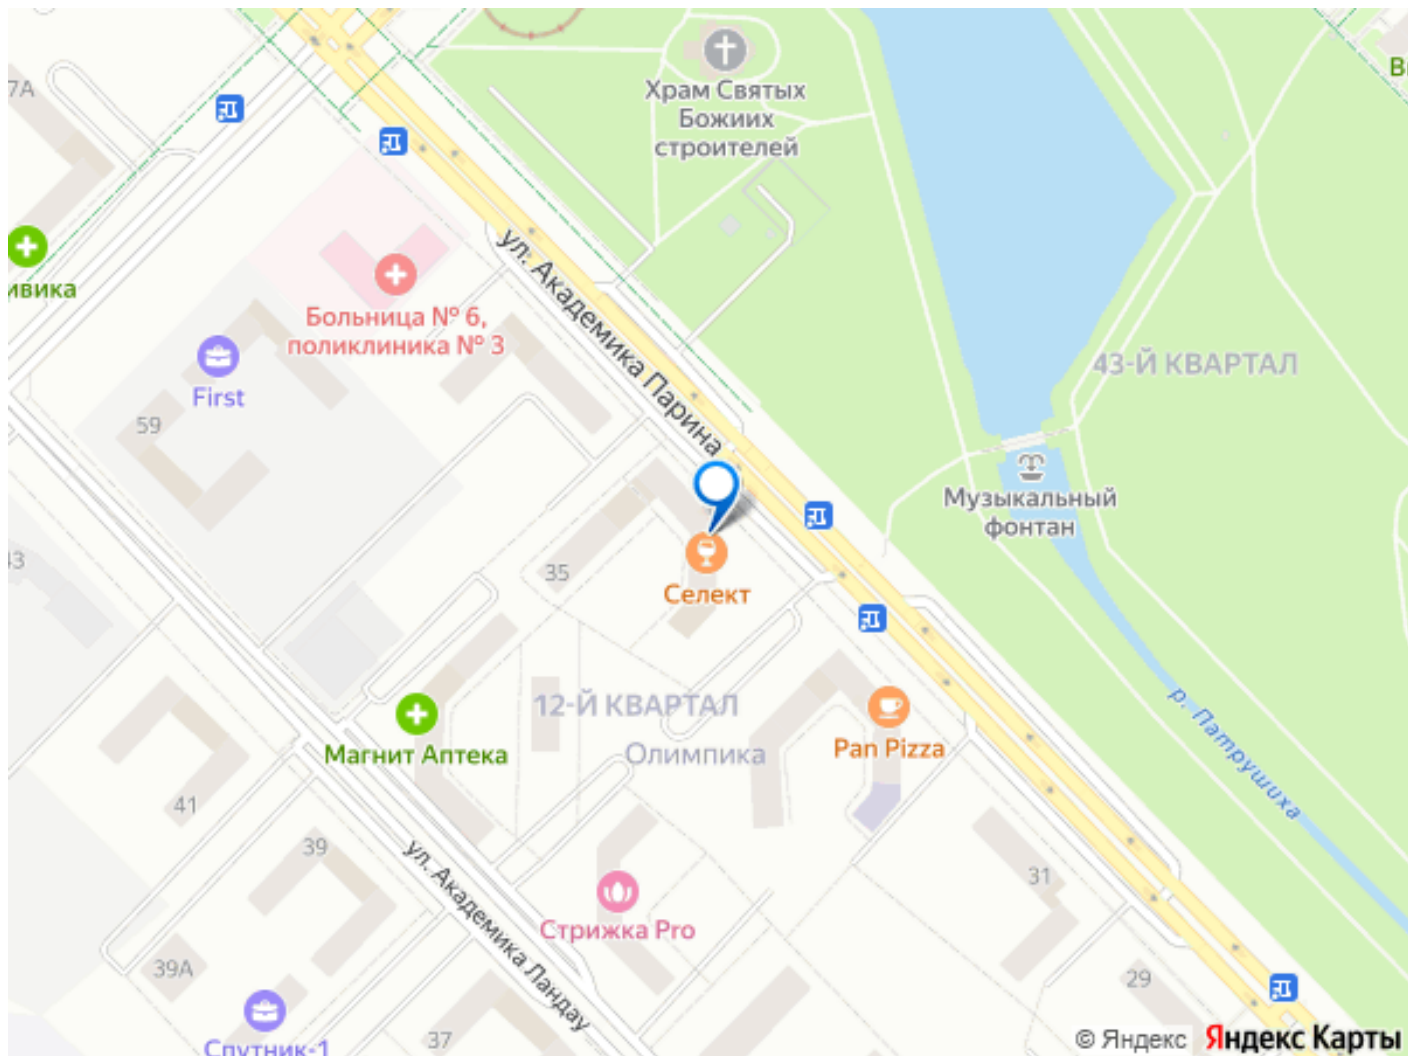 Храм Святых
Божиих
строителей
В
7А
ивика
Больница № 6,
поликлиника № 3
ул. Академика Парина
First
59
43-Й КВАРТАЛ
Музыкальный
фонтан
35
Селект
12-Й КВАРТАЛ
Олимпика
Магнит Аптека
Pan Pizza
р. Патрушиха
41
39
ул. Академика Ландау
31
Стрижка Pro
39А
29
Спутник-1
37
© Яндекс Яндекс Карты